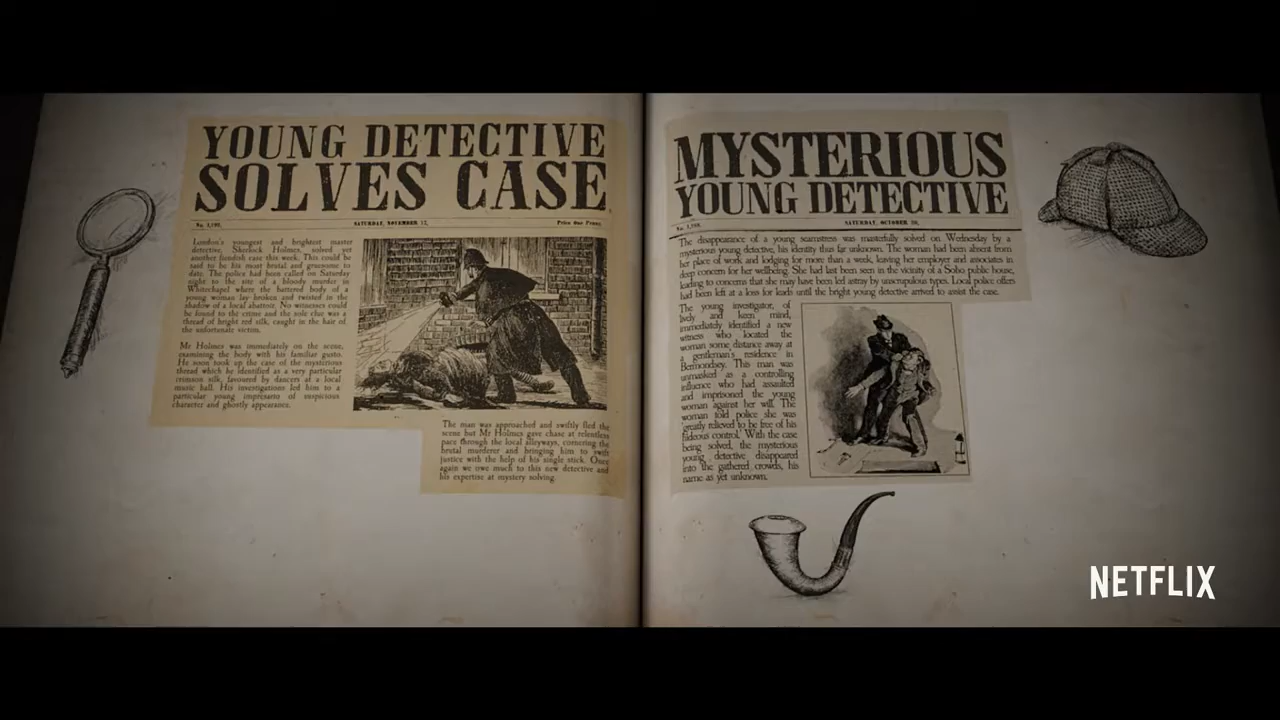 YOUNG DETECTIVE
SOLVES CASE
No. 3,190.
SATURDAY, NOVEMBER 17,
Price One Penny.
London's youngest and brightest master
detective, Sherlock Holmes, solved yet
another fiendish case this week. This could be
said to be his most brutal and gruesome to
date. The police had been called on Saturday
night to the site of a bloody murder in
Whitechapel where the battered body of a
young woman lay broken and twisted in the
shadow of a local abattoir. No witnesses could
be found to the crime and the sole clue was a
thread of bright red silk, caught in the hair of
the unfortunate victim.
Mr Holmes was immediately on the scene,
examining the body with his familiar gusto.
He soon took up the case of the mysterious
thread which he identified as a very particular
crimson silk, favoured by dancers at a local
music hall. His investigations led him to a
particular young impresario of suspicious
character and ghostly appearance.
The man was approached and swiftly fled the
scene but Mr Holmes gave chase at relentless
pace through the local alleyways, cornering the
brutal murderer and bringing him to swift
justice with the help of his single stick. Once
again we owe much to this new detective and
his expertise at mystery solving.
MYSTERIOUS
YOUNG DETECTIVE
SATURDAY, OCTOBER 20,
The disappearance of a young seamstress was masterfully solved on Wednesday by a
mysterious young detective, his identity thus far unknown. The woman had been absent from
her place of work and lodging for more than a week, leaving her employer and associates in
deep concern for her wellbeing. She had last been seen in the vicinity of a Soho public house,
leading to concerns that she may have been led astray by unscrupulous types. Local police offers
had been left at a loss for leads until the bright young detective arrived to assist the case.
The young investigator, of
lively and keen mind,
immediately identified a new
witness who located the
woman some distance away at
a gentleman's residence in
Bermondsey. This man was
unmasked as a controlling
influence who had assaulted
and imprisoned the young
woman against her will. The
woman told police she was
'greatly relieved to be free of his
hideous control.' With the case
being solved, the mysterious
young detective disappeared
into the gathered crowds, his
name as yet unknown.
NETFLIX